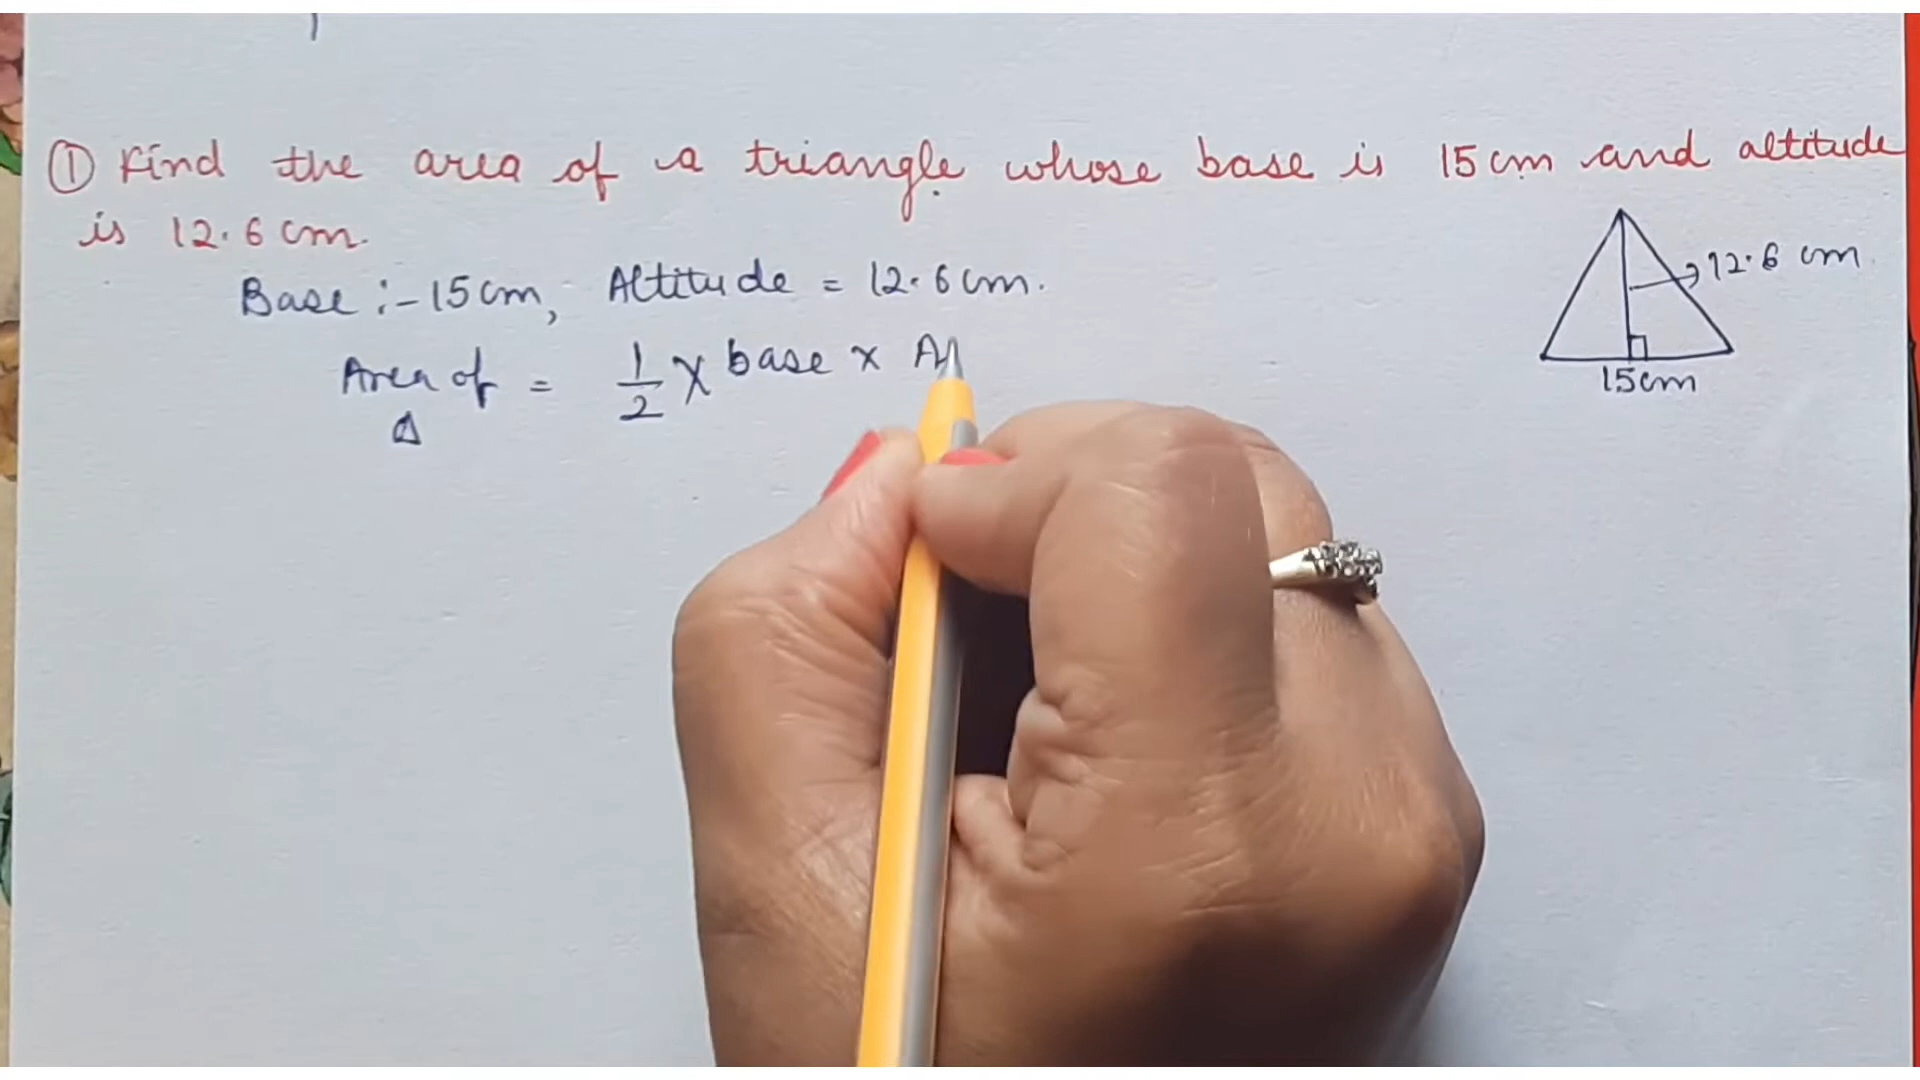 ① Find the area of a triangle whose base is 15 cm and altitude
is 12.6 cm.
Base :- 15 cm, Altitude = 12.6 cm.
Area of = 1/2 X base x
Δ
12.6 cm
15cm